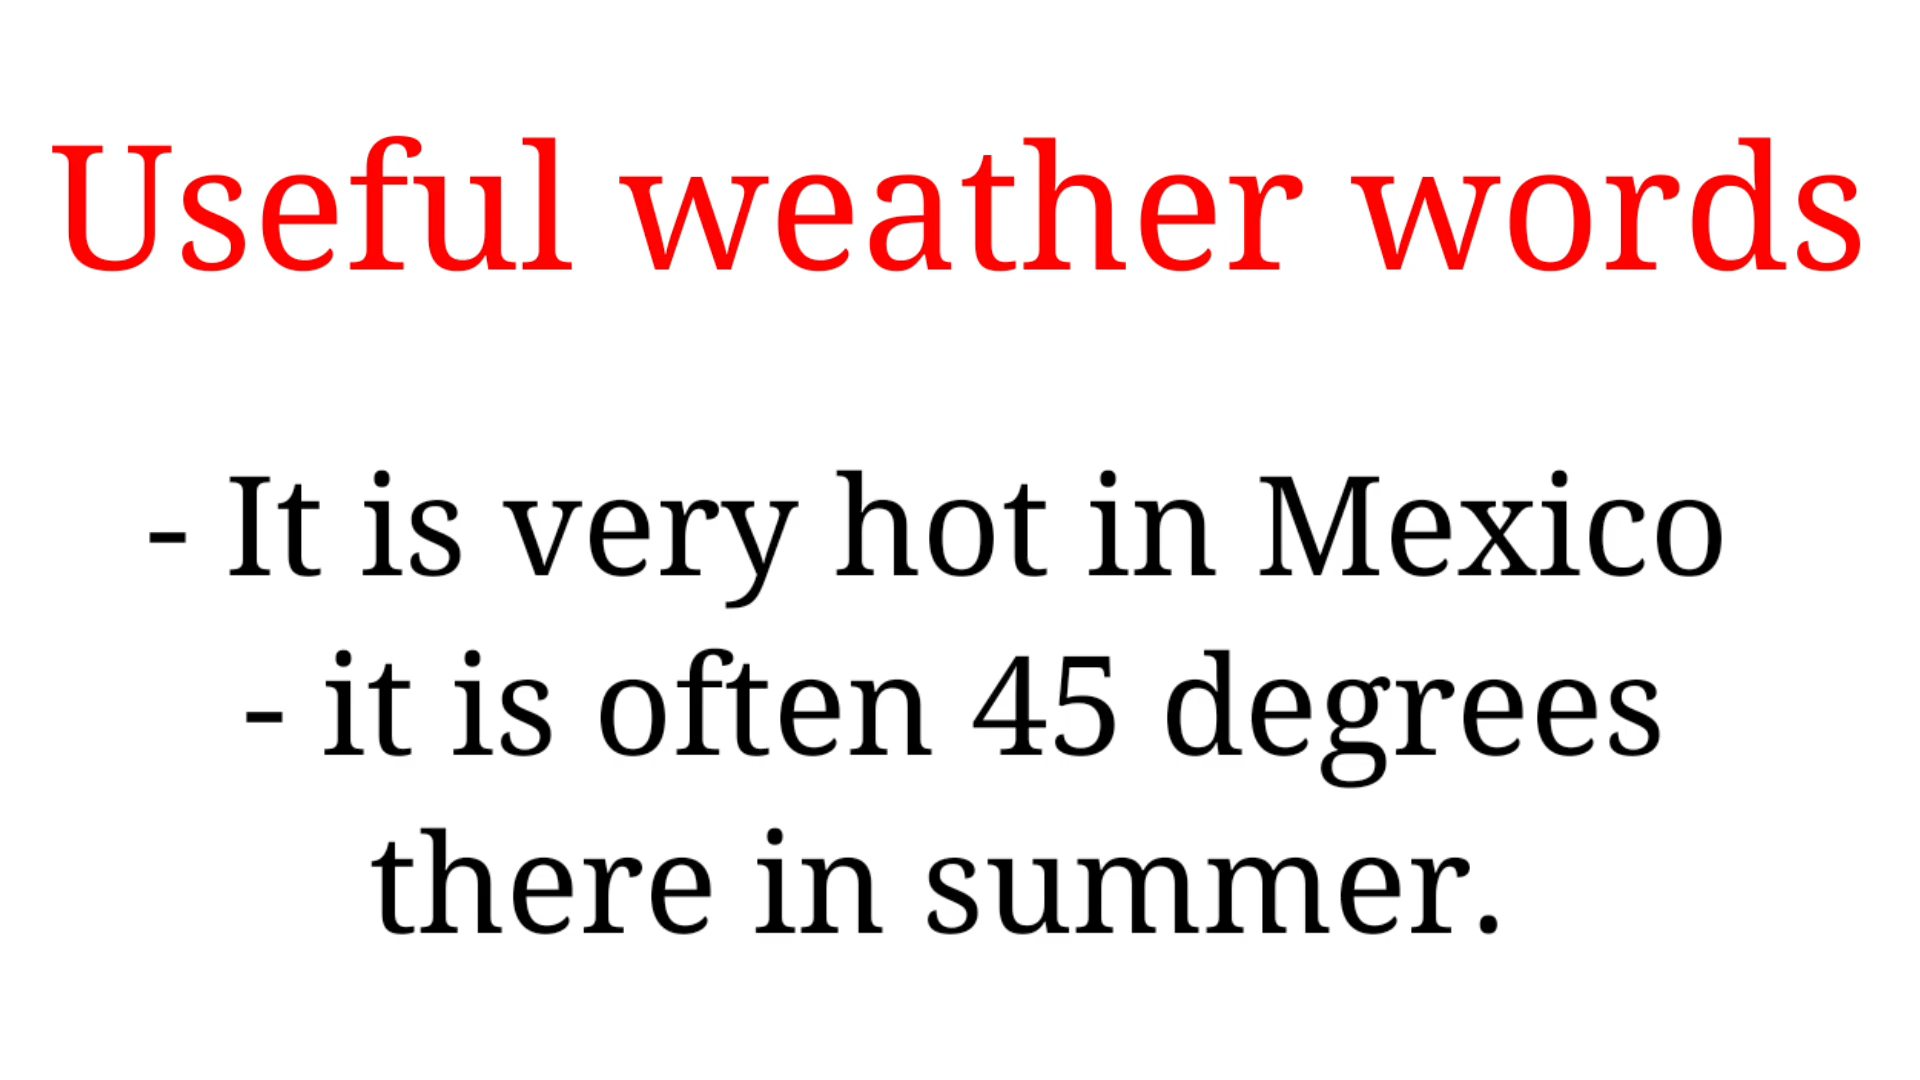 Useful weather words
- It is very hot in Mexico
- it is often 45 degrees
there in summer.